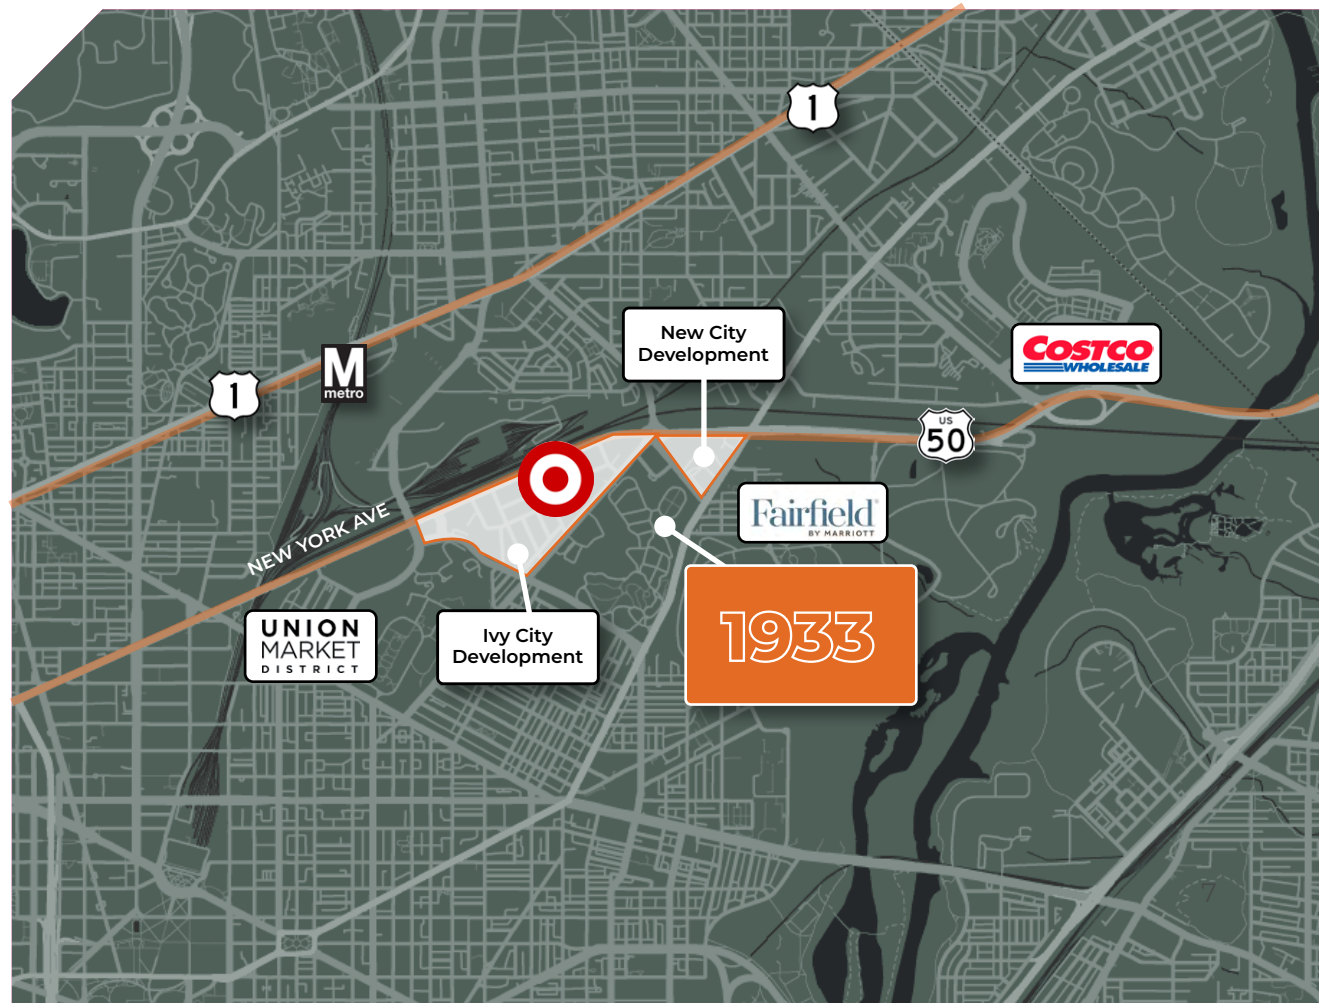 1
New City
Development
COSTCO
WHOLESALE
M
metro
1
US
50
Fairfield
BY MARRIOTT
NEW YORK AVE
1933
UNION
MARKET
DISTRICT
Ivy City
Development
7